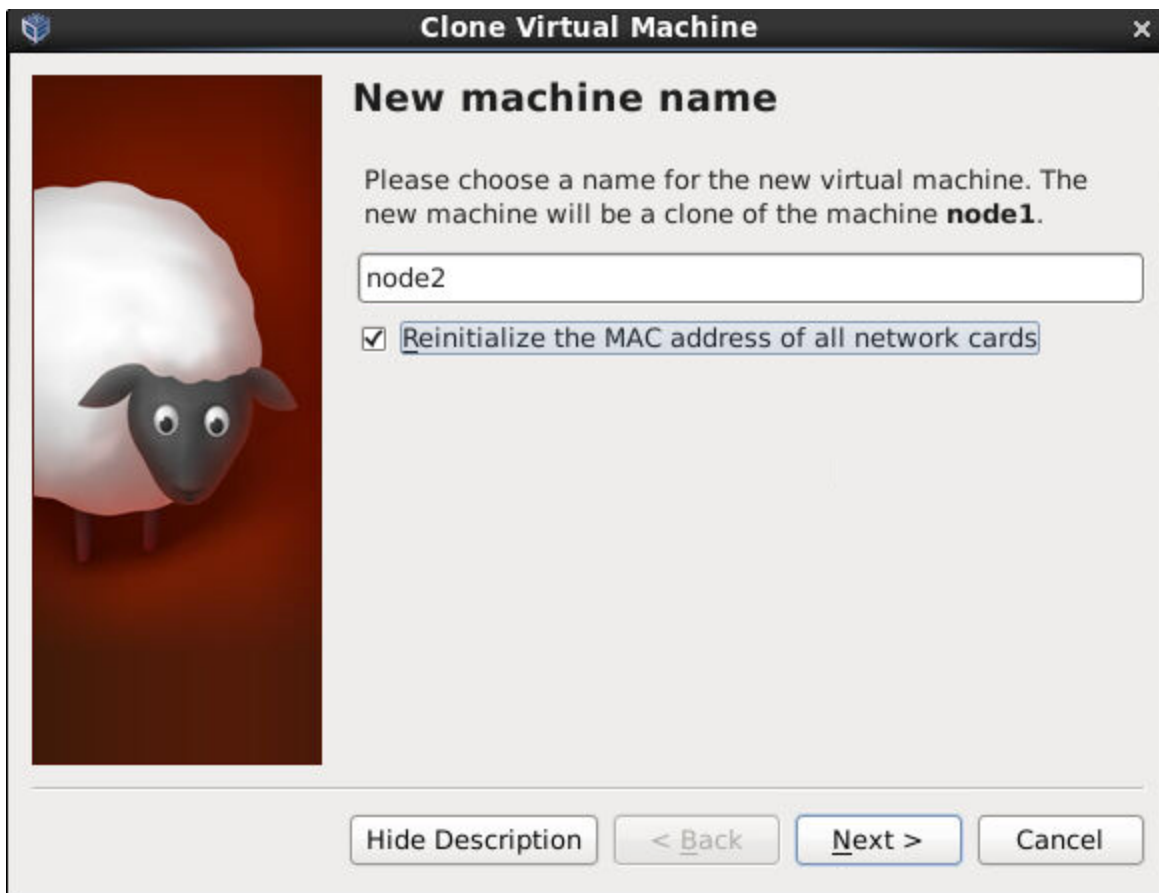 Clone Virtual Machine
New machine name
Please choose a name for the new virtual machine. The
new machine will be a clone of the machine node1.
node2
Reinitialize the MAC address of all network cards
Hide Description
< Back
Next >
Cancel